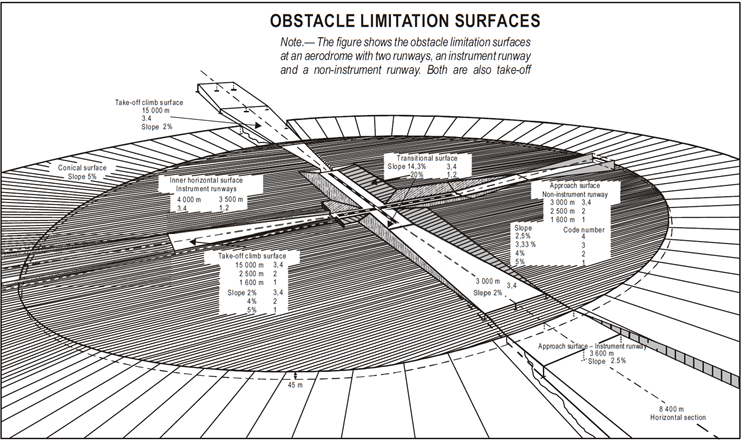 OBSTACLE LIMITATION SURFACES
Note.— The figure shows the obstacle limitation surfaces
at an aerodrome with two runways, an instrument runway
and a non-instrument runway. Both are also take-off
Take-off climb surface
15 000 m
3.4
Slope 2%
Conical surface
Slope 5%
Inner horizontal surface
Instrument runways
4 000 m 3 500 m
3.4 1,2
Transitional surface
Slope 14,3% 3,4
20% 1,2
Approach surface
Non-instrument runway
3 000 m 3,4
2 500 m 2
1 600 m 1
Slope Code number
2,5% 4
3,33 % 3
4% 2
5% 1
Take-off climb surface
15 000 m 3,4
2 500 m 2
1 600 m 1
Slope 2% 3,4
4% 2
5% 1
3 000 m 3,4
Slope 2%
Approach surface – Instrument runway
3 600 m
Slope 2.5%
45 m
8 400 m
Horizontal section